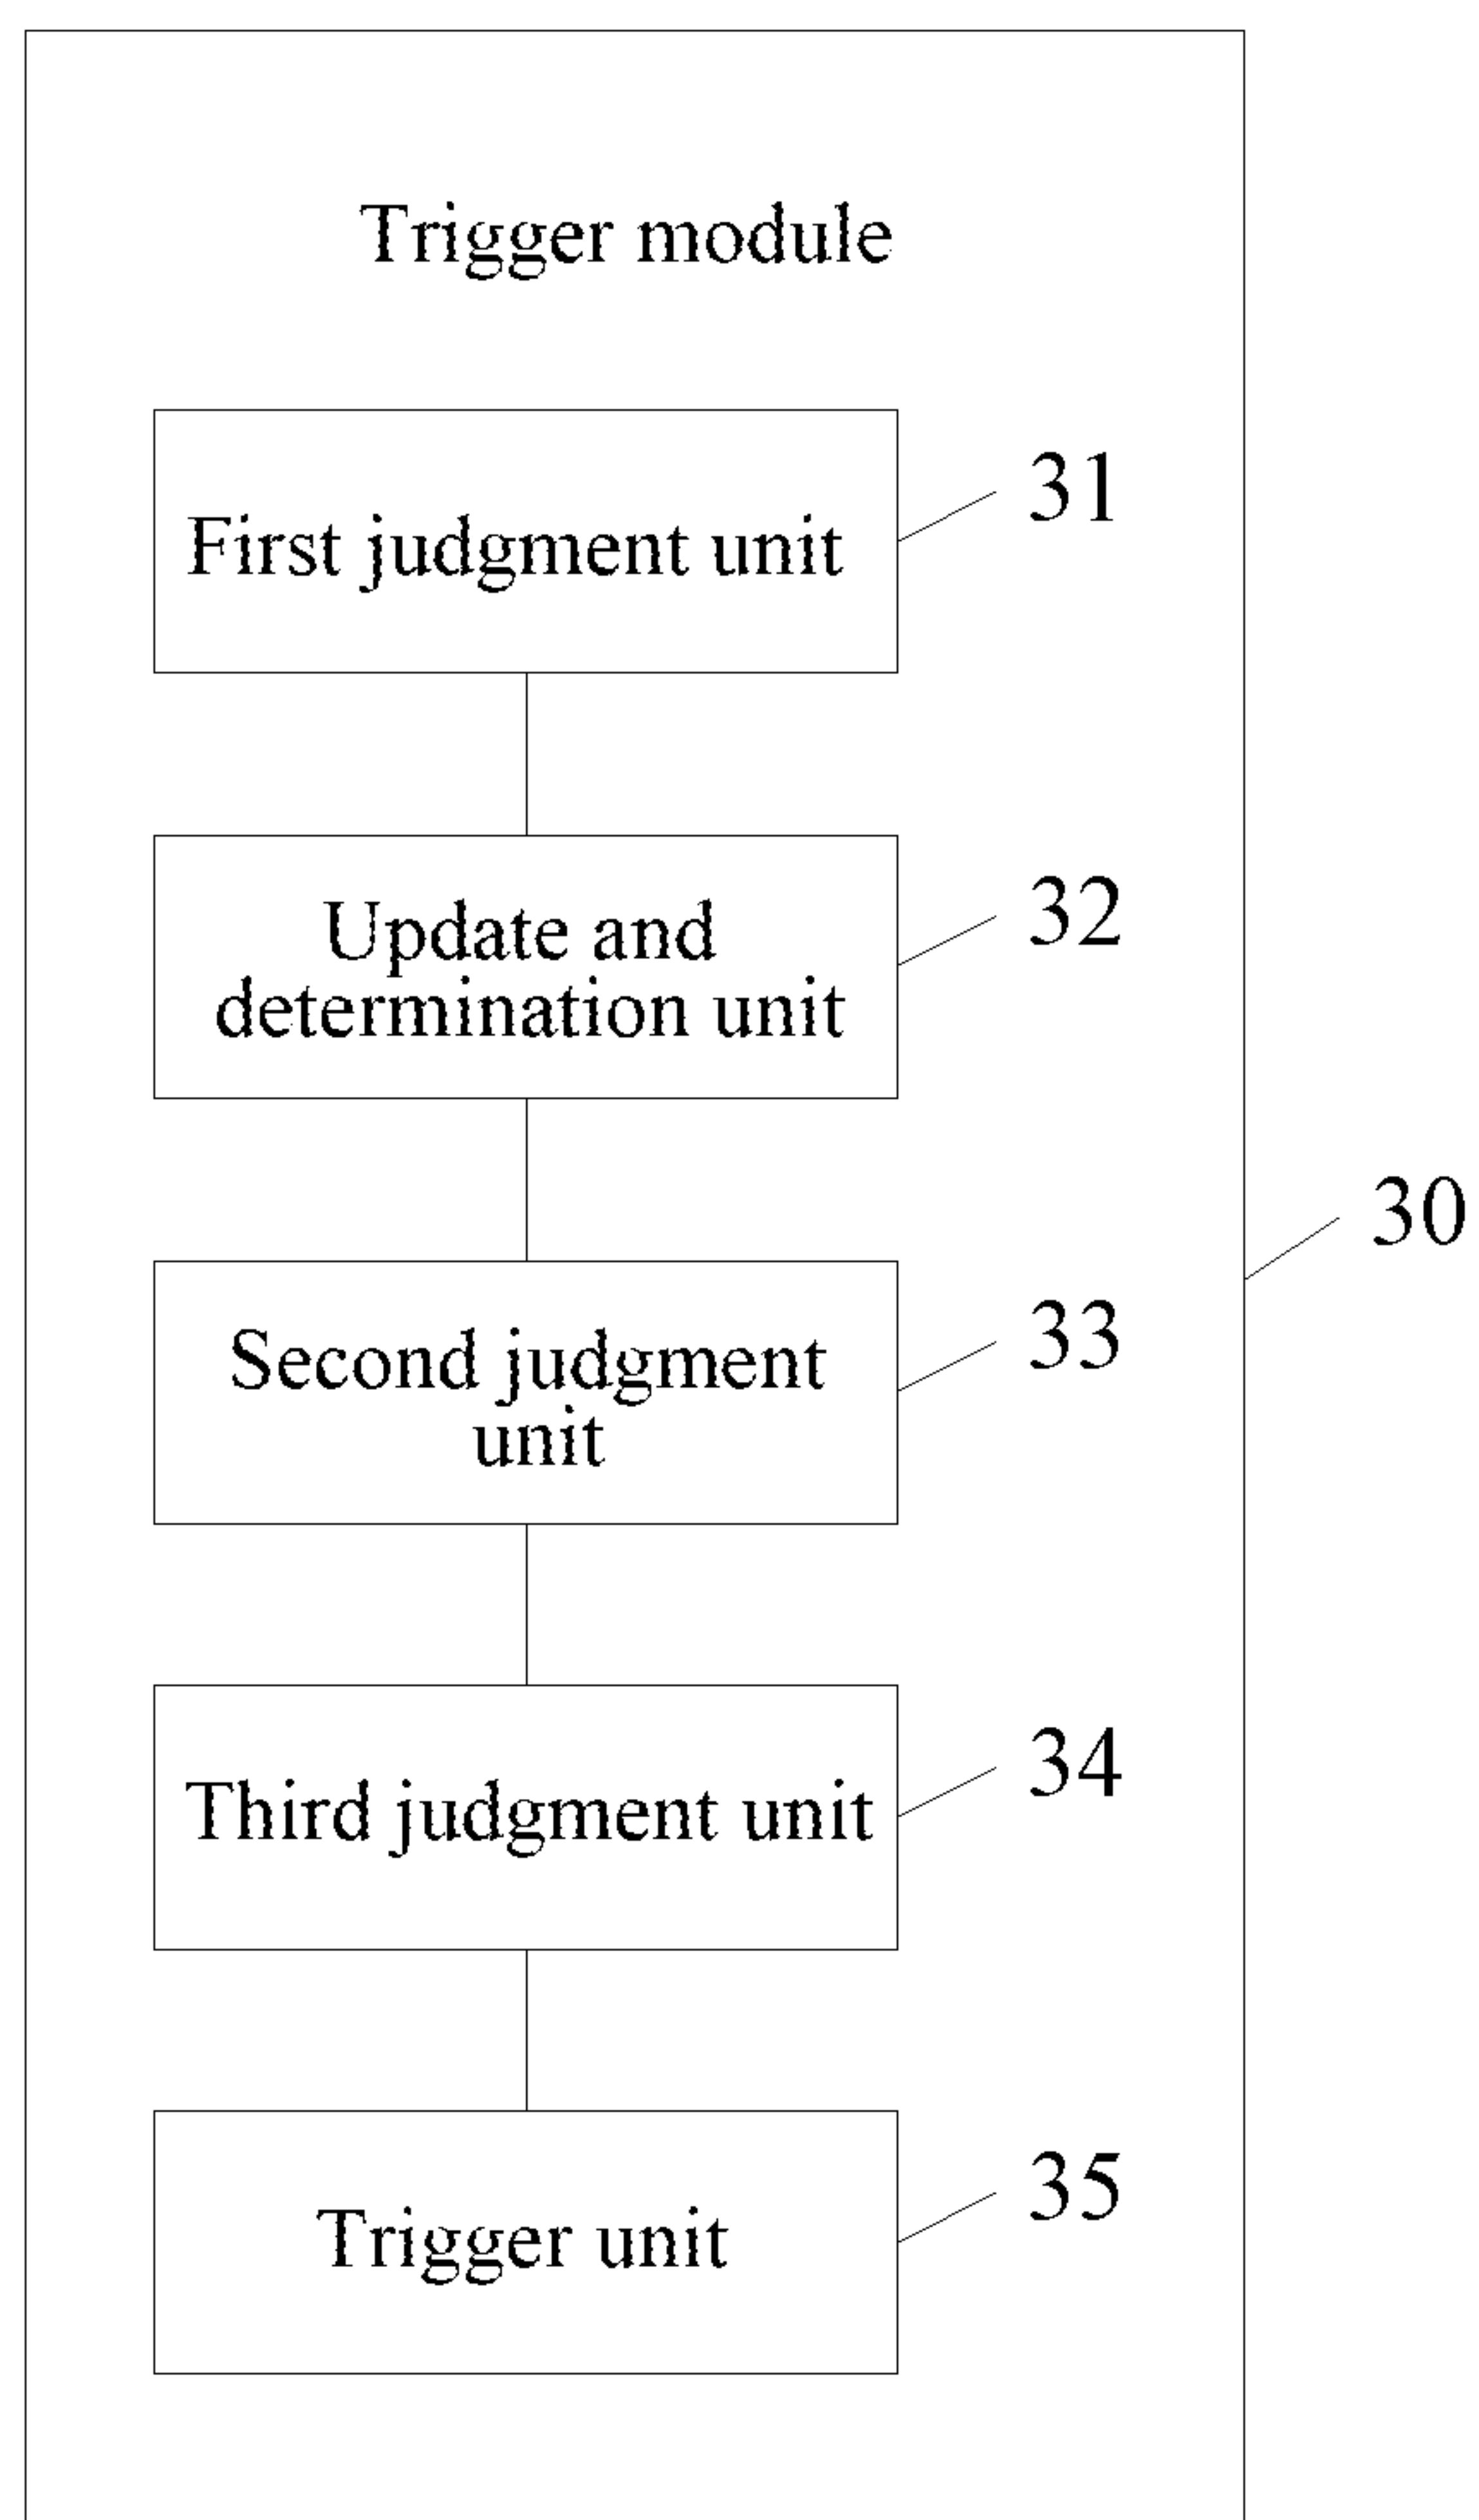 Trigger module
First judgment unit
31
Update and
determination unit
32
30
Second judgment
unit
33
Third judgment unit
34
Trigger unit
35